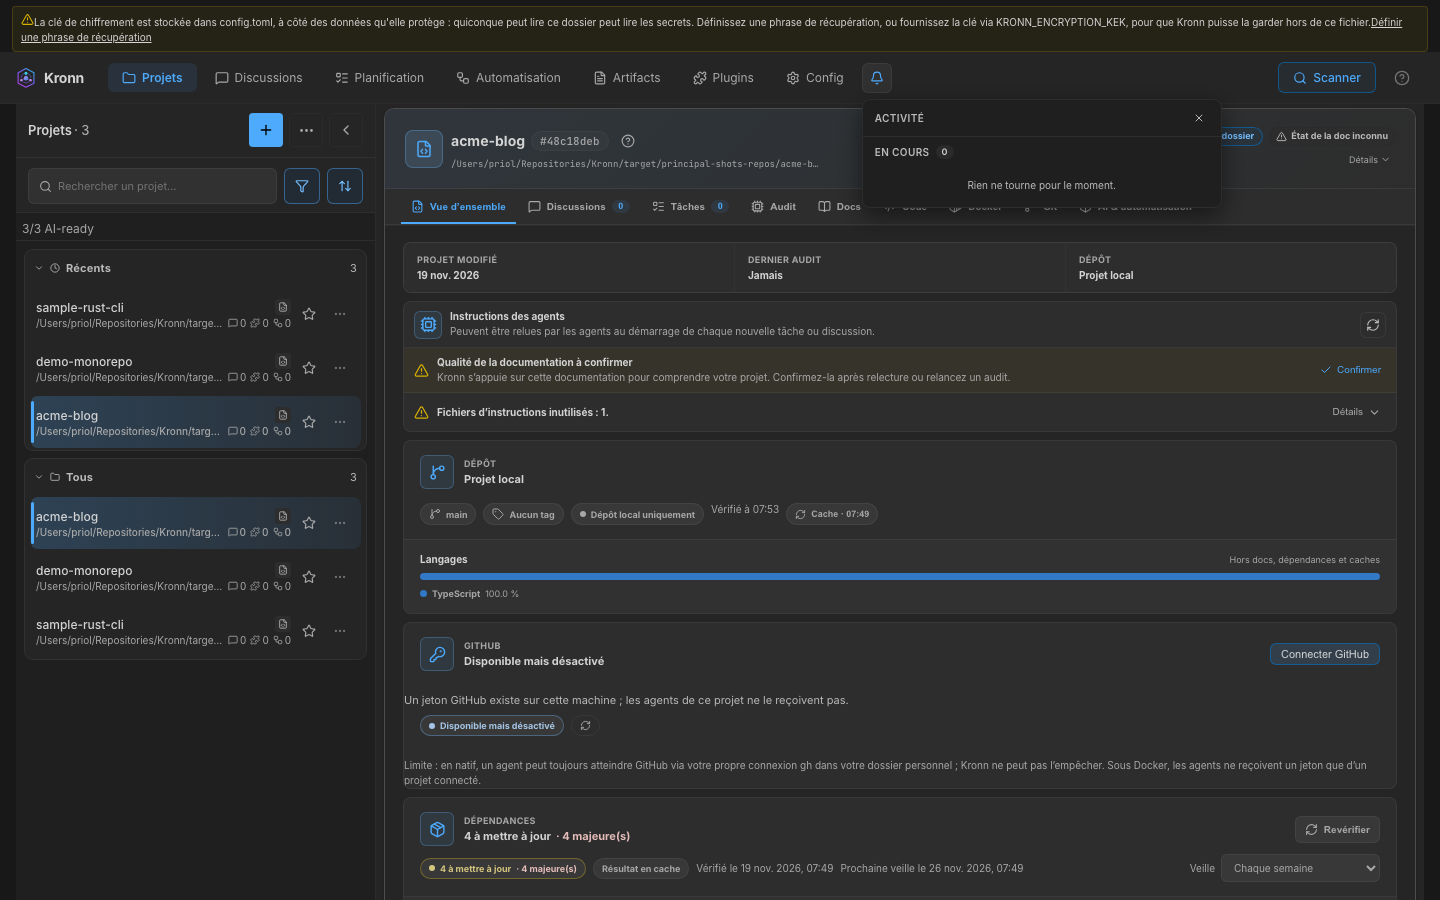 La clé de chiffrement est stockée dans config.toml, à côté des données qu'elle protège : quiconque peut lire ce dossier peut lire les secrets. Définissez une phrase de récupération, ou fournissez la clé via KRONN_ENCRYPTION_KEK, pour que Kronn puisse la garder hors de ce fichier.Définir
une phrase de récupération
Kronn
Projets
Discussions
Planification
Automatisation
Artifacts
Plugins
Config
Scanner
Projets · 3
Rechercher un projet...
3/3 AI-ready
Récents 3
sample-rust-cli
/Users/priol/Repositories/Kronn/targe... 0 0 0
demo-monorepo
/Users/priol/Repositories/Kronn/targe... 0 0 0
acme-blog
/Users/priol/Repositories/Kronn/targ... 0 0 0
Tous 3
acme-blog
/Users/priol/Repositories/Kronn/targ... 0 0 0
demo-monorepo
/Users/priol/Repositories/Kronn/targe... 0 0 0
sample-rust-cli
/Users/priol/Repositories/Kronn/targe... 0 0 0
acme-blog #48c18deb
/Users/priol/Repositories/Kronn/target/principal-shots-repos/acme-b…
ACTIVITÉ
EN COURS 0
Rien ne tourne pour le moment.
dossier
État de la doc inconnu
Détails
Vue d'ensemble
Discussions 0
Tâches 0
Audit
Docs
PROJET MODIFIÉ
19 nov. 2026
DERNIER AUDIT
Jamais
DÉPÔT
Projet local
Instructions des agents
Peuvent être relues par les agents au démarrage de chaque nouvelle tâche ou discussion.
Qualité de la documentation à confirmer
Kronn s’appuie sur cette documentation pour comprendre votre projet. Confirmez-la après relecture ou relancez un audit.
Confirmer
Fichiers d’instructions inutilisés : 1.
Détails
DÉPÔT
Projet local
main
Aucun tag
Dépôt local uniquement
Vérifié à 07:53
Cache · 07:49
Langages
Hors docs, dépendances et caches
TypeScript 100.0 %
GITHUB
Disponible mais désactivé
Connecter GitHub
Un jeton GitHub existe sur cette machine ; les agents de ce projet ne le reçoivent pas.
Disponible mais désactivé
Limite : en natif, un agent peut toujours atteindre GitHub via votre propre connexion gh dans votre dossier personnel ; Kronn ne peut pas l’empêcher. Sous Docker, les agents ne reçoivent un jeton que d’un
projet connecté.
DÉPENDANCES
4 à mettre à jour · 4 majeure(s)
Revérifier
4 à mettre à jour · 4 majeure(s)
Résultat en cache
Vérifié le 19 nov. 2026, 07:49
Prochaine veille le 26 nov. 2026, 07:49
Veille
Chaque semaine